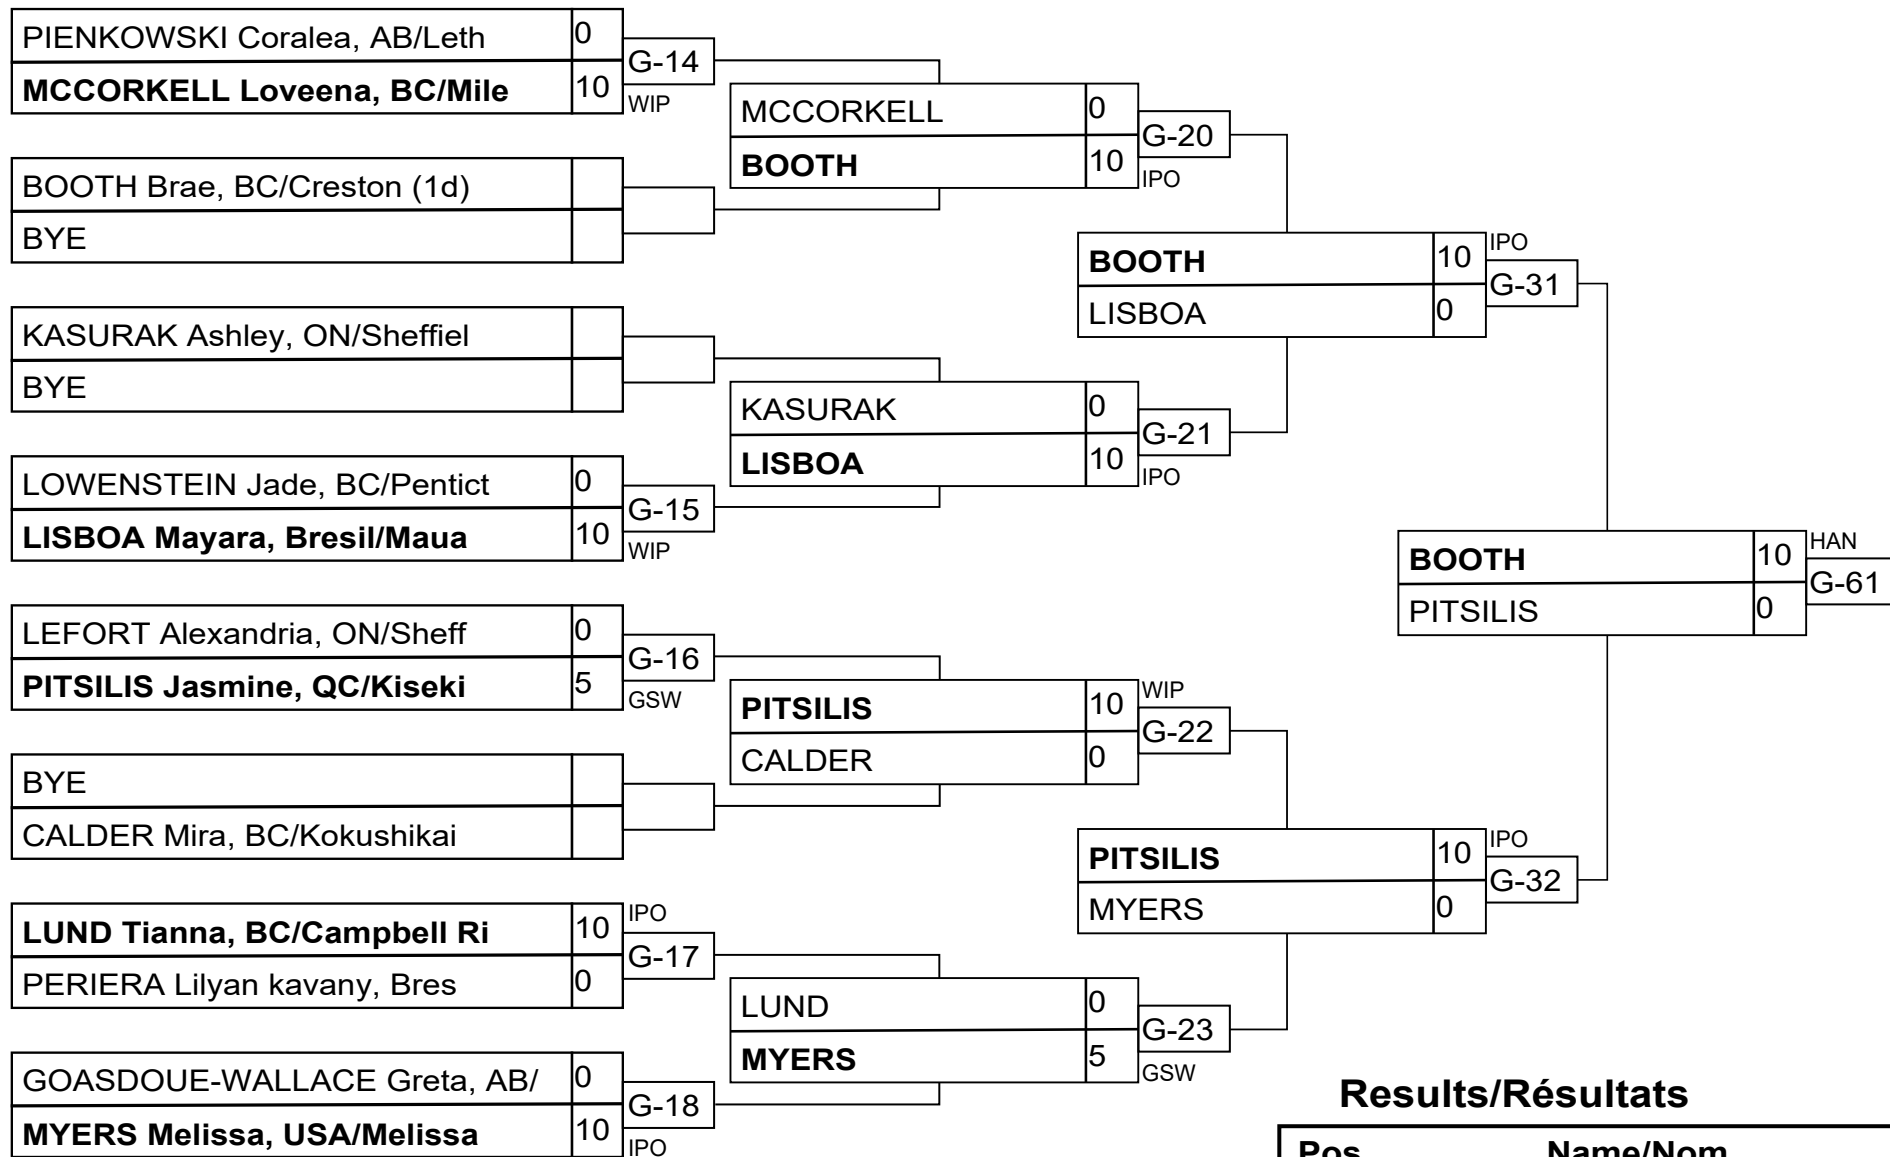 PIENKOWSKI Coralea, AB/Leth 0
G-14
MCCORKELL Loveena, BC/Mile 10
WIP
BOOTH Brae, BC/Creston (1d)
BYE
KASURAK Ashley, ON/Sheffiel
BYE
LOWENSTEIN Jade, BC/Pentict 0
G-15
LISBOA Mayara, Bresil/Maua 10
WIP
LEFORT Alexandria, ON/Sheff 0
G-16
PITSILIS Jasmine, QC/Kiseki 5
GSW
BYE
CALDER Mira, BC/Kokushikai
LUND Tianna, BC/Campbell Ri 10
IPO
G-17
PERIERA Lilyan kavany, Bres 0
GOASDOUE-WALLACE Greta, AB/ 0
G-18
MYERS Melissa, USA/Melissa 10
IPO
MCCORKELL 0
G-20
BOOTH 10
IPO
KASURAK 0
G-21
LISBOA 10
IPO
PITSILIS 10
WIP
G-22
CALDER 0
LUND 0
G-23
MYERS 5
GSW
BOOTH 10
IPO
G-31
LISBOA 0
PITSILIS 10
IPO
G-32
MYERS 0
BOOTH 10
HAN
G-61
PITSILIS 0
Results/Résultats
Pos Name/Nom